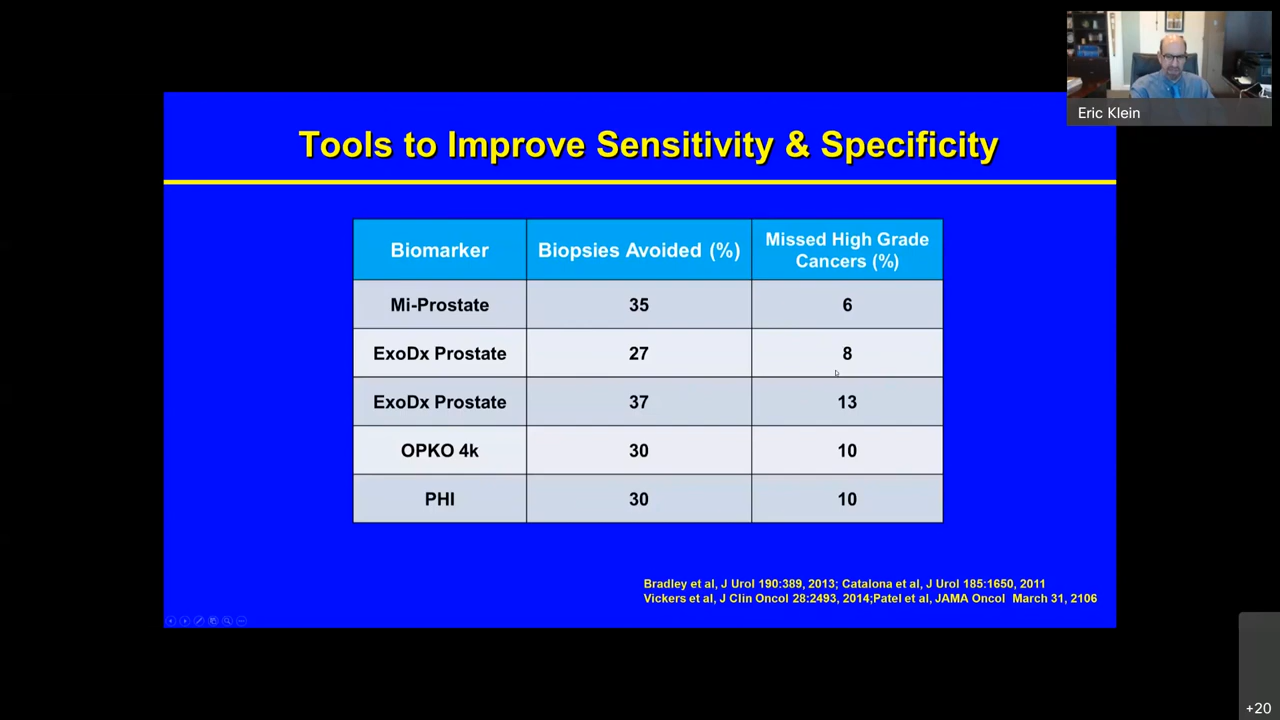 Eric Klein
Tools to Improve Sensitivity & Specificity
Biomarker
Biopsies Avoided (%)
Missed High Grade
Cancers (%)
Mi-Prostate
35
6
ExoDx Prostate
27
8
ExoDx Prostate
37
13
OPKO 4k
30
10
PHI
30
10
Bradley et al, J Urol 190:389, 2013; Catalona et al, J Urol 185:1650, 2011
Vickers et al, J Clin Oncol 28:2493, 2014;Patel et al, JAMA Oncol March 31, 2106
+20